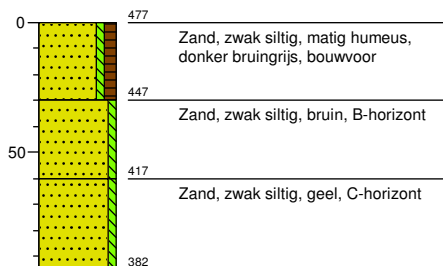 477
0
Zand, zwak siltig, matig humeus,
donker bruingrijs, bouwvoor
447
Zand, zwak siltig, bruin, B-horizont
50
417
Zand, zwak siltig, geel, C-horizont
382